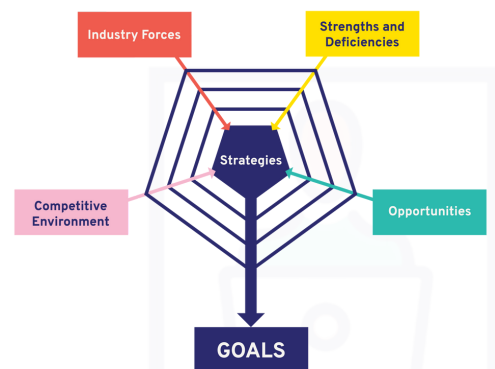 Industry Forces
Strengths and
Deficiencies
Strategies
Competitive
Environment
Opportunities
GOALS